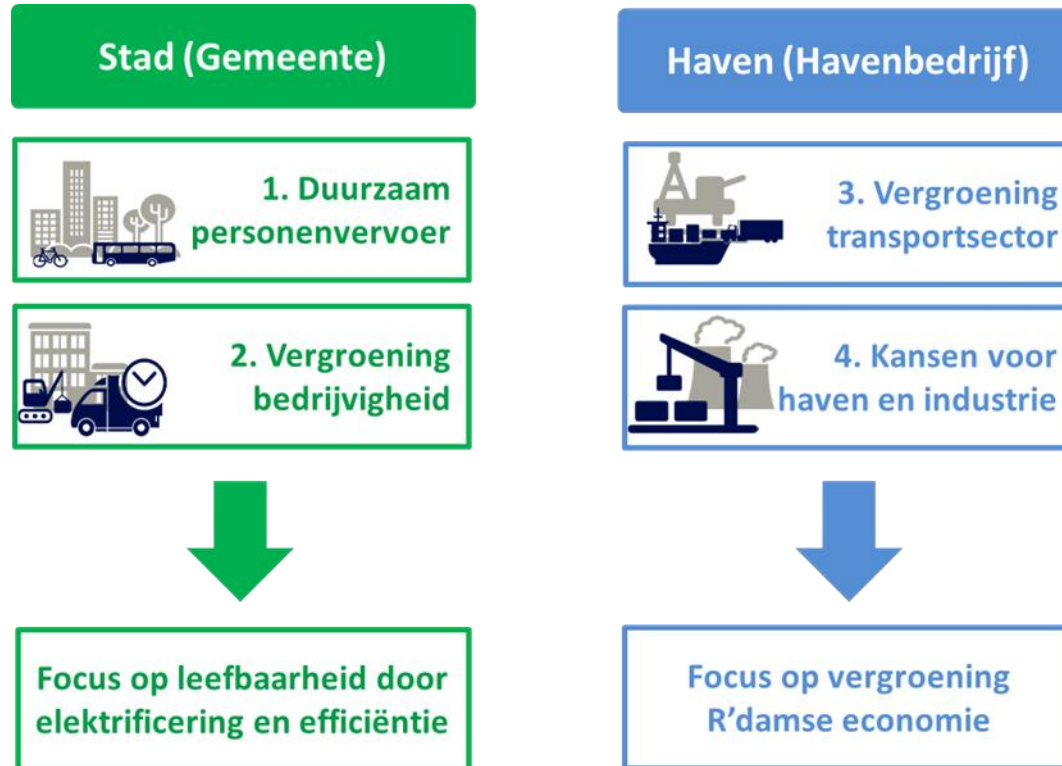 Stad (Gemeente)
1. Duurzaam
personenvervoer
2. Vergroening
bedrijvigheid
Focus op leefbaarheid door
elektrificering en efficiëntie
Haven (Havenbedrijf)
3. Vergroening
transportsector
4. Kansen voor
haven en industrie
Focus op vergroening
R'damse economie